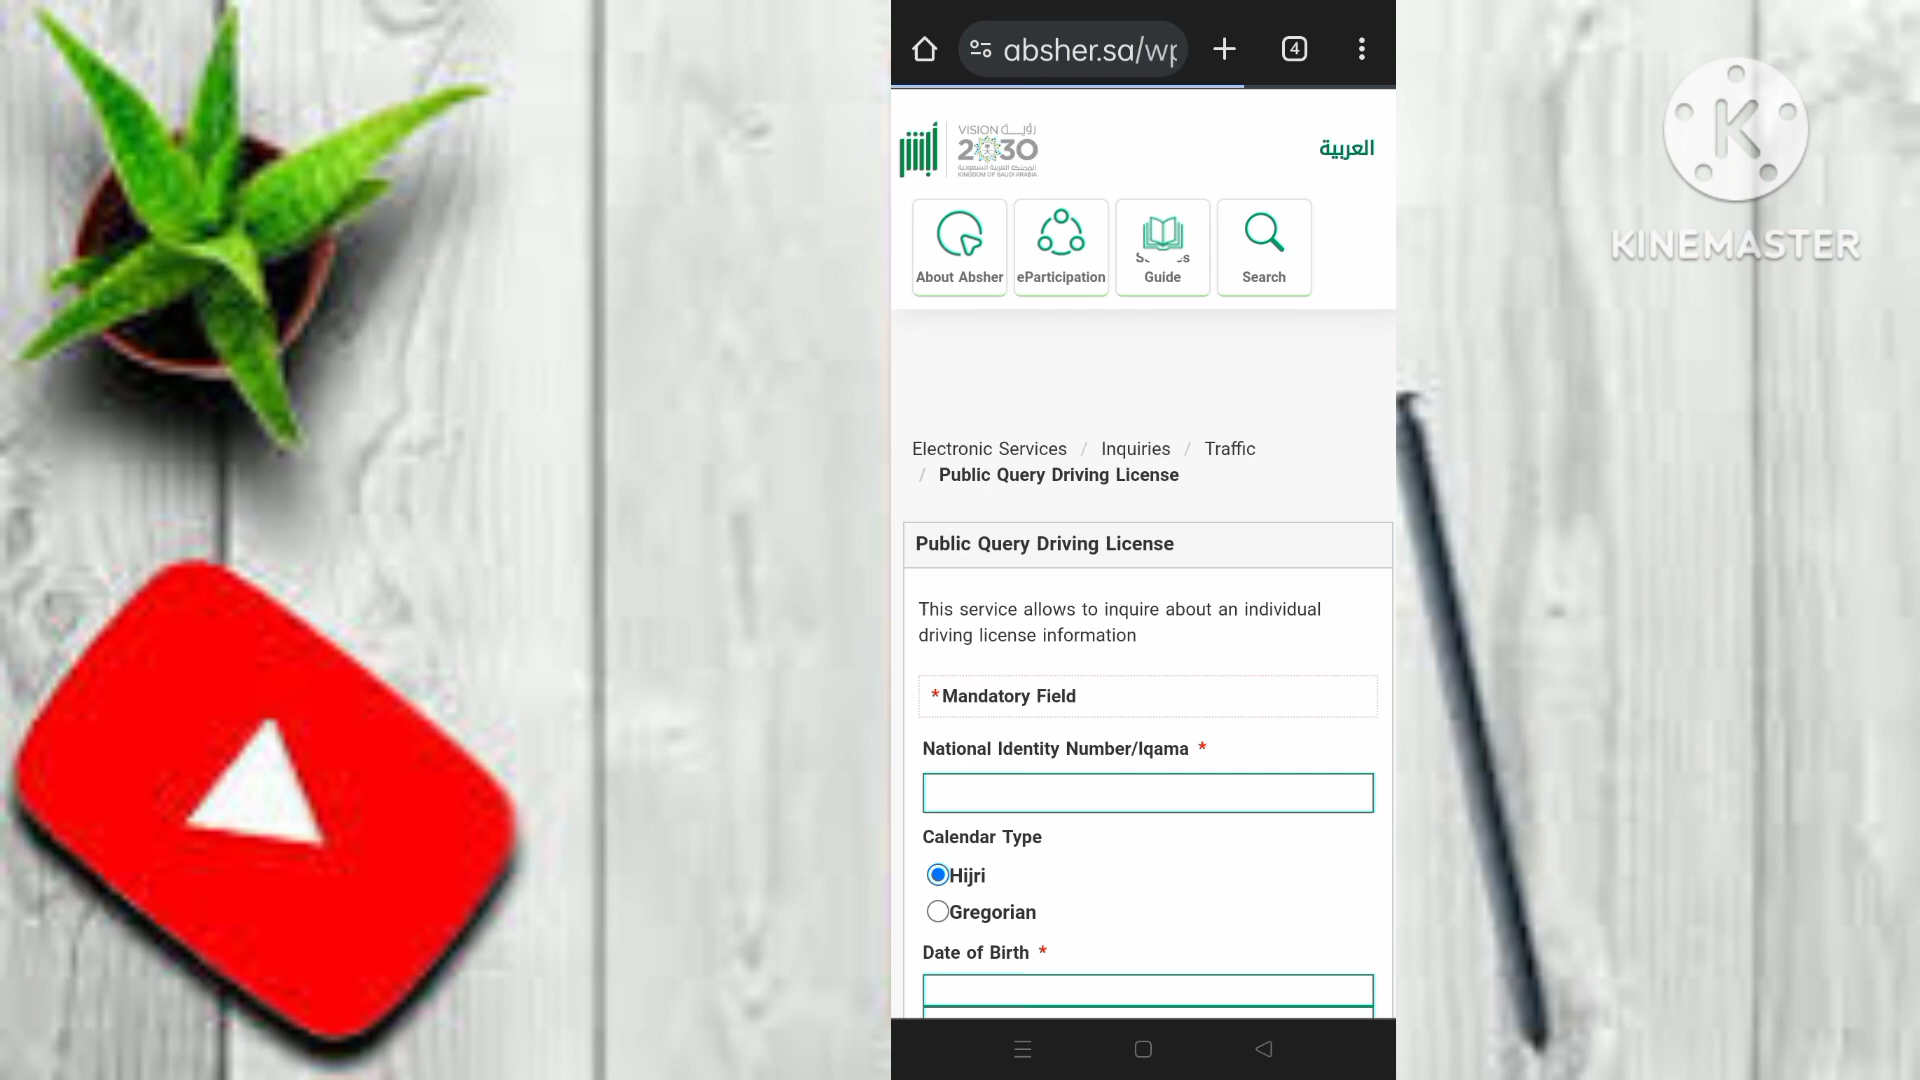 absher.sa/wp
4
VISION رؤيـــة
2030
المملكة العربية السعودية
KINGDOM OF SAUDI ARABIA
العربية
About Absher
eParticipation
Guide
Search
KINEMASTER
Electronic Services / Inquiries / Traffic
/ Public Query Driving License
Public Query Driving License
This service allows to inquire about an individual
driving license information
* Mandatory Field
National Identity Number/Iqama *
Calendar Type
Hijri
Gregorian
Date of Birth *